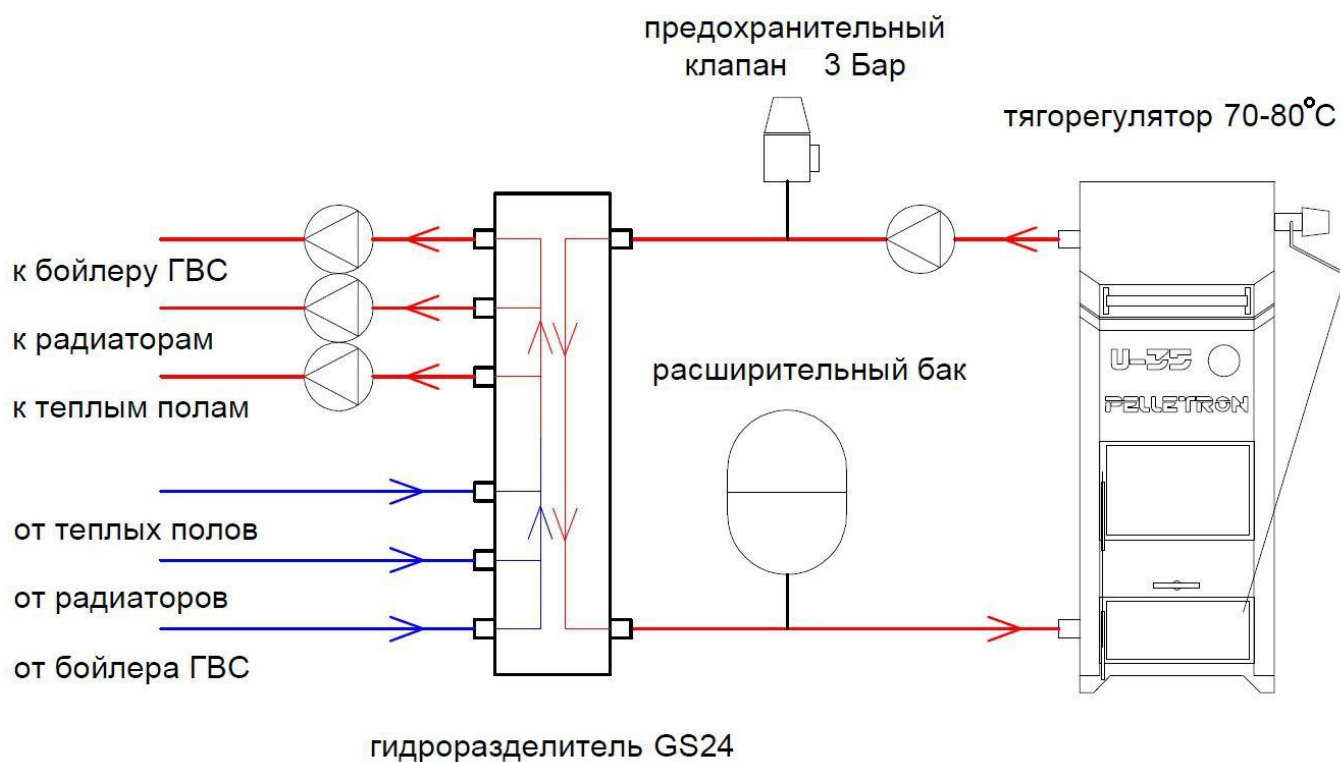 предохранительный
клапан 3 Бар
тягорегулятор 70-80°C
к бойлеру ГВС
к радиаторам
к теплым полам
расширительный бак
U-35
PELLETRON
от теплых полов
от радиаторов
от бойлера ГВС
гидроразделитель GS24